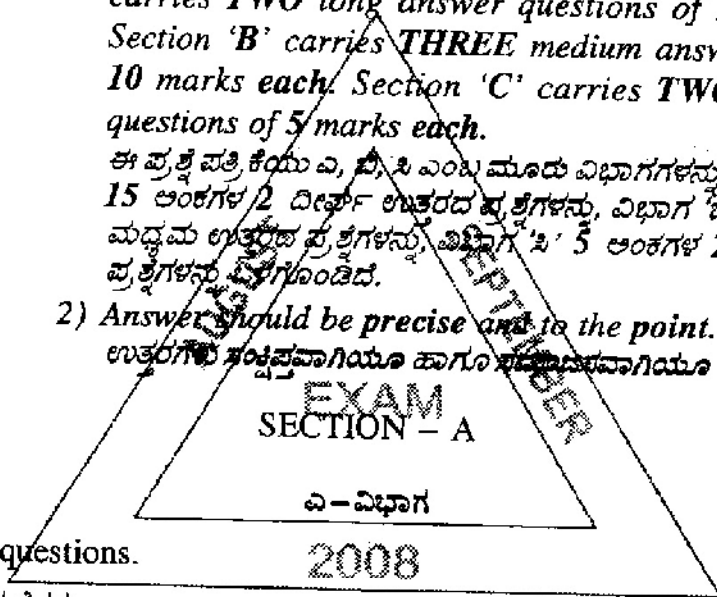 carries TWO long answer questions of
Section 'B' carries THREE medium answ
10 marks each. Section 'C' carries TWO
questions of 5 marks each.
ಈ ಪ್ರಶ್ನೆ ಪತ್ರಿಕೆಯು ಎ, ಬಿ, ಸಿ ಎಂಬ ಮೂರು ವಿಭಾಗಗಳನ್ನು
15 ಅಂಕಗಳ 2 ದೀರ್ಘ ಉತ್ತರದ ಪ್ರಶ್ನೆಗಳನ್ನು, ವಿಭಾಗ
ಮಧ್ಯಮ ಉತ್ತರದ ಪ್ರಶ್ನೆಗಳನ್ನು, ವಿಭಾಗ 'ಸಿ' 5 ಅಂಕಗಳ 2
ಪ್ರಶ್ನೆಗಳನ್ನು ಒಳಗೊಂಡಿದೆ.
2) Answer should be precise and to the point.
ಉತ್ತರಗಳು ಸಂಕ್ಷಿಪ್ತವಾಗಿಯೂ ಹಾಗೂ
AUGUST
SEPTEMBER
EXAM
SECTION – A
ಎ – ವಿಭಾಗ
questions.
2008